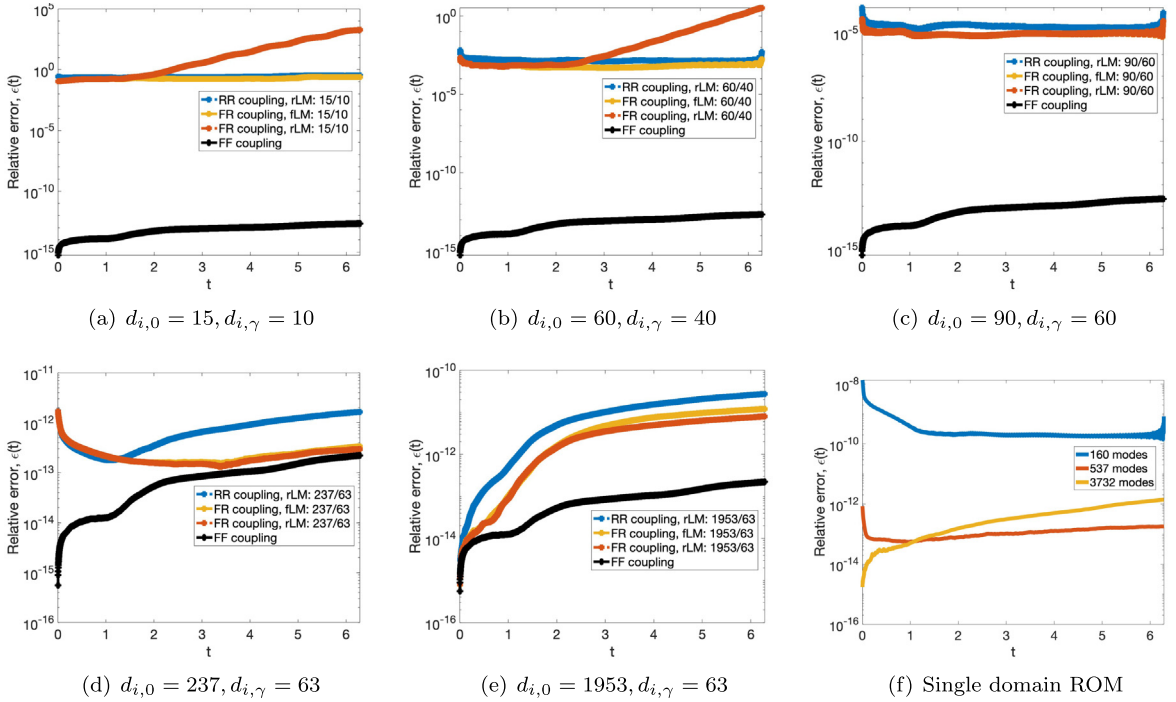 10^5
10^0
10^-5
10^-10
10^-15
Relative error, ϵ(t)
RR coupling, rLM: 15/10
FR coupling, fLM: 15/10
FR coupling, rLM: 15/10
FF coupling
0 1 2 3 4 5 6
t
(a) d_{i,0} = 15, d_{i,γ} = 10
10^0
10^-5
10^-10
10^-15
Relative error, ϵ(t)
RR coupling, rLM: 60/40
FR coupling, fLM: 60/40
FR coupling, rLM: 60/40
FF coupling
0 1 2 3 4 5 6
t
(b) d_{i,0} = 60, d_{i,γ} = 40
10^-5
10^-10
10^-15
Relative error, ϵ(t)
RR coupling, rLM: 90/60
FR coupling, fLM: 90/60
FR coupling, rLM: 90/60
FF coupling
0 1 2 3 4 5 6
t
(c) d_{i,0} = 90, d_{i,γ} = 60
10^-11
10^-12
10^-13
10^-14
10^-15
10^-16
Relative error, ϵ(t)
RR coupling, rLM: 237/63
FR coupling, fLM: 237/63
FR coupling, rLM: 237/63
FF coupling
0 1 2 3 4 5 6
t
(d) d_{i,0} = 237, d_{i,γ} = 63
10^-10
10^-12
10^-14
10^-16
Relative error, ϵ(t)
RR coupling, rLM: 1953/63
FR coupling, fLM: 1953/63
FR coupling, rLM: 1953/63
FF coupling
0 1 2 3 4 5 6
t
(e) d_{i,0} = 1953, d_{i,γ} = 63
10^-8
10^-10
10^-12
10^-14
10^-16
Relative error, ϵ(t)
160 modes
537 modes
3732 modes
0 1 2 3 4 5 6
t
(f) Single domain ROM